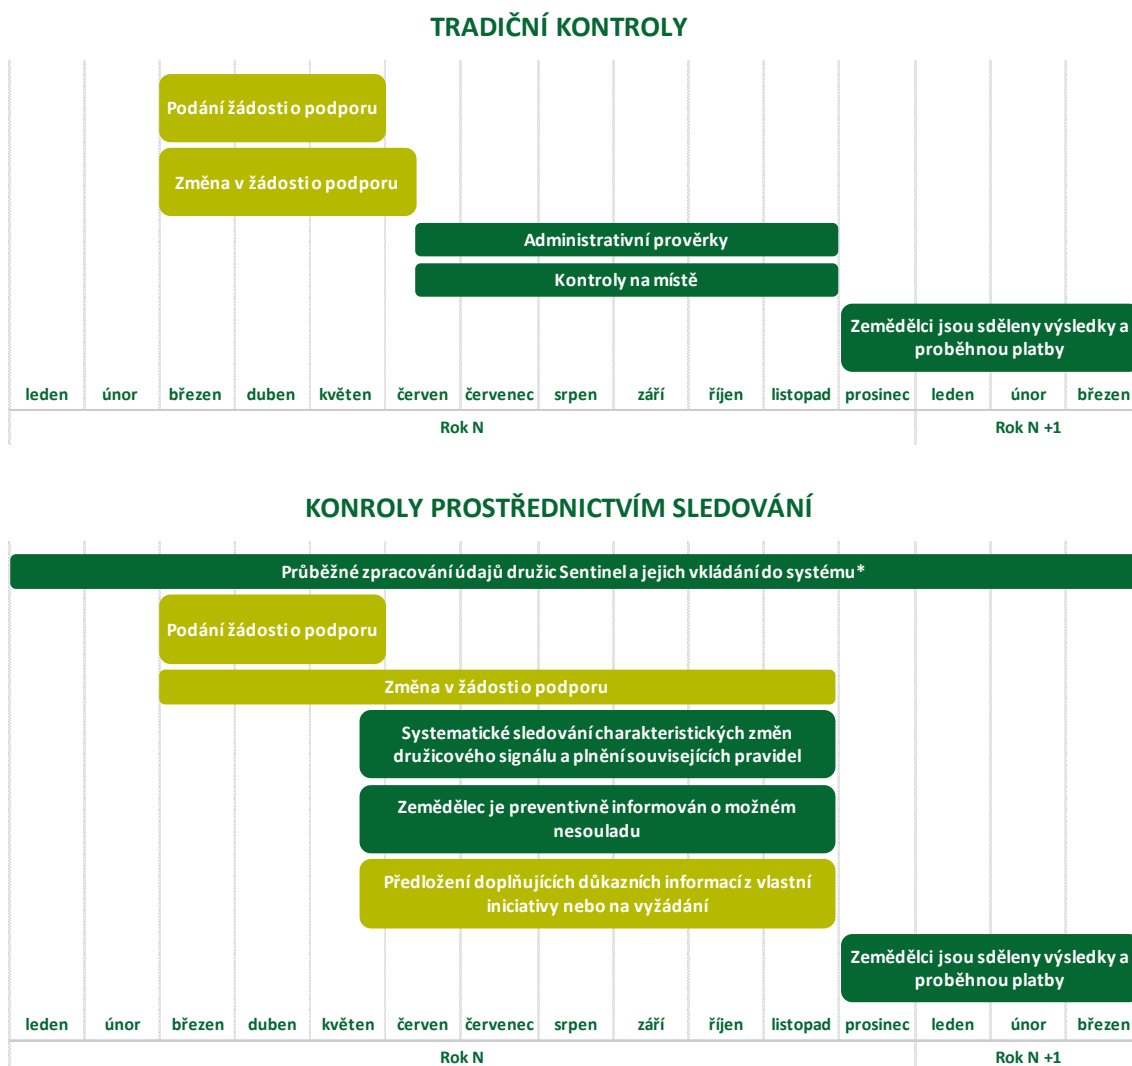 TRADIČNÍ KONTROLY
Podání žádosti o podporu
Změna v žádosti o podporu
Administrativní prověrky
Kontroly na místě
Zemědělci jsou sděleny výsledky a
proběhnou platby
leden únor březen duben květen červen červenec srpen září říjen listopad prosinec leden únor březen
Rok N Rok N +1
KONROLY PROSTŘEDNICTVÍM SLEDOVÁNÍ
Průběžné zpracování údajů družic Sentinel a jejich vkládání do systému*
Podání žádosti o podporu
Změna v žádosti o podporu
Systematické sledování charakteristických změn
družicového signálu a plnění souvisejících pravidel
Zemědělec je preventivně informován o možném
nesouladu
Předložení doplňujících důkazních informací z vlastní
iniciativy nebo na vyžádání
Zemědělci jsou sděleny výsledky a
proběhnou platby
leden únor březen duben květen červen červenec srpen září říjen listopad prosinec leden únor březen
Rok N Rok N +1